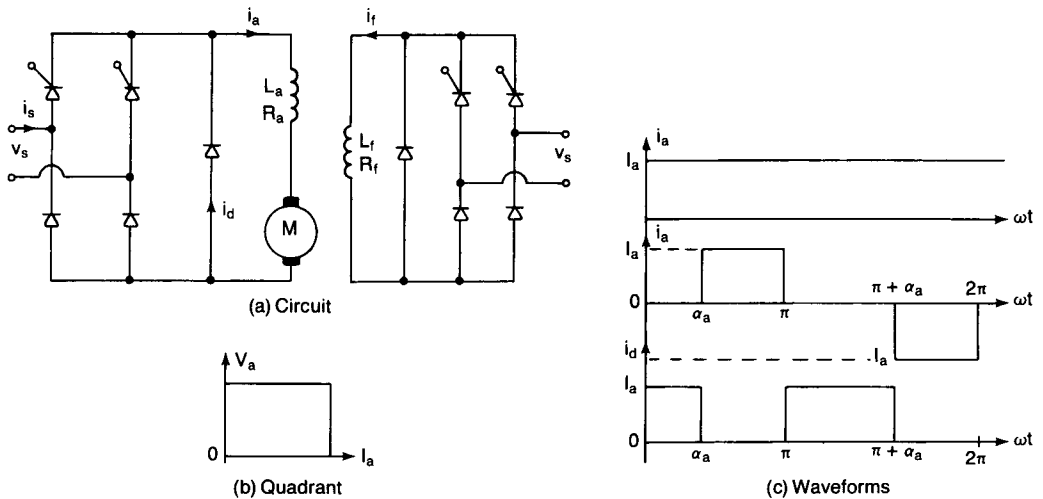 i_a
i_f
L_a
R_a
i_s
v_s
i_d
M
L_f
R_f
v_s
(a) Circuit
V_a
0
I_a
(b) Quadrant
i_a
I_a
ωt
i_a
I_a
0
α_a
π
π + α_a
2π
ωt
i_d
I_a
I_a
0
α_a
π
π + α_a
2π
ωt
(c) Waveforms